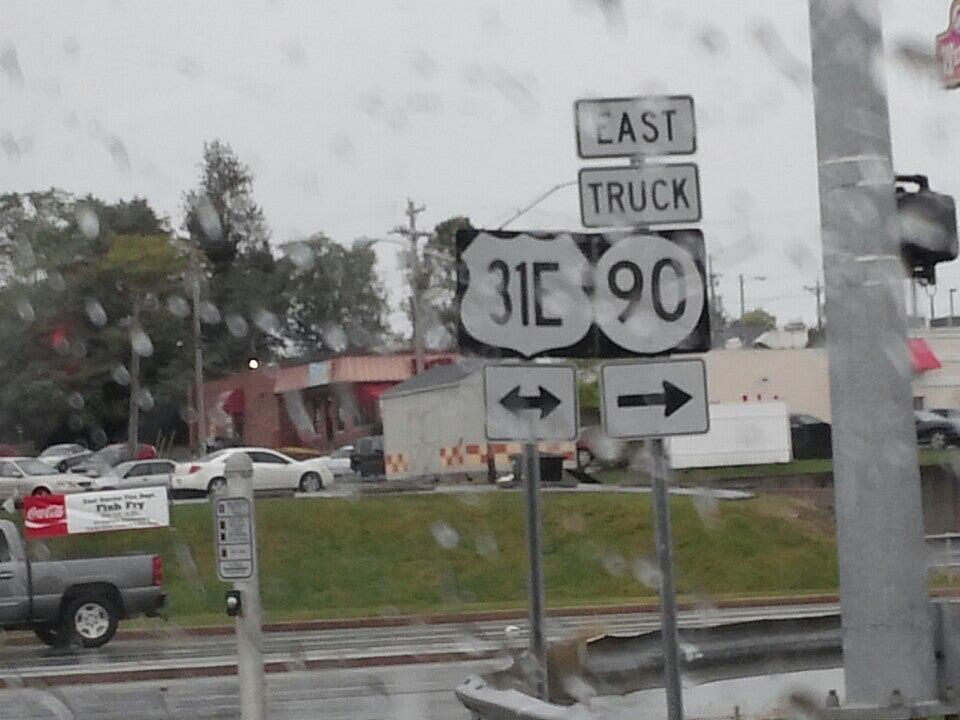 EAST
TRUCK
31E 90
Coca-Cola
Fish Fry